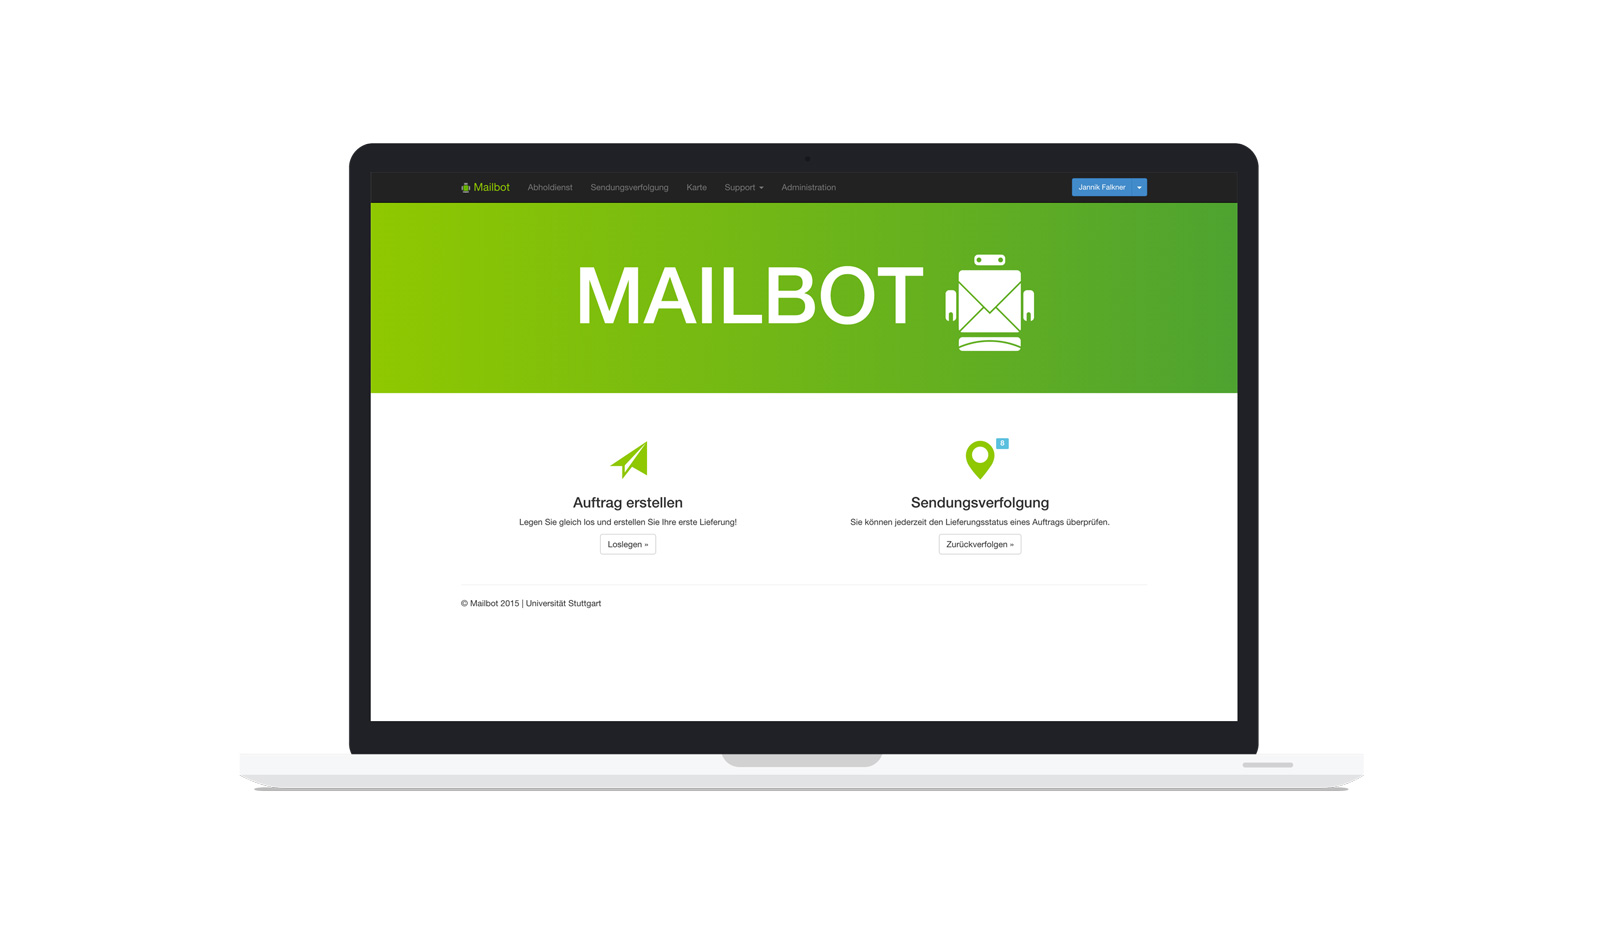 Mailbot Abholdienst Sendungsverfolgung Karte Support Administration Jannik Falkner
MAILBOT
8
Auftrag erstellen
Legen Sie gleich los und erstellen Sie Ihre erste Lieferung!
Loslegen »
Sendungsverfolgung
Sie können jederzeit den Lieferungsstatus eines Auftrags überprüfen.
Zurückverfolgen »
© Mailbot 2015 | Universität Stuttgart